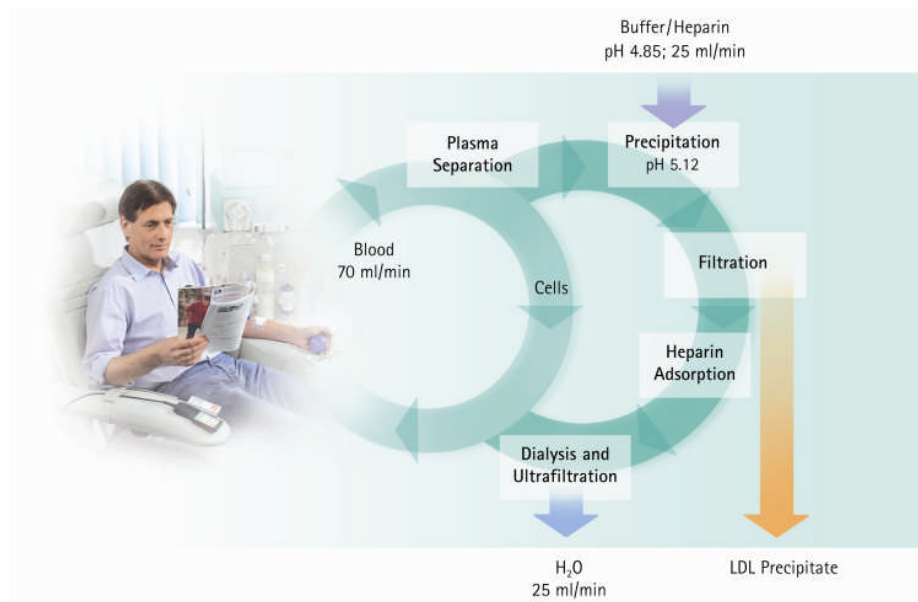 Buffer/Heparin
pH 4.85; 25 ml/min
Plasma
Separation
Precipitation
pH 5.12
Blood
70 ml/min
Filtration
Cells
Heparin
Adsorption
Dialysis and
Ultrafiltration
H₂O
25 ml/min
LDL Precipitate